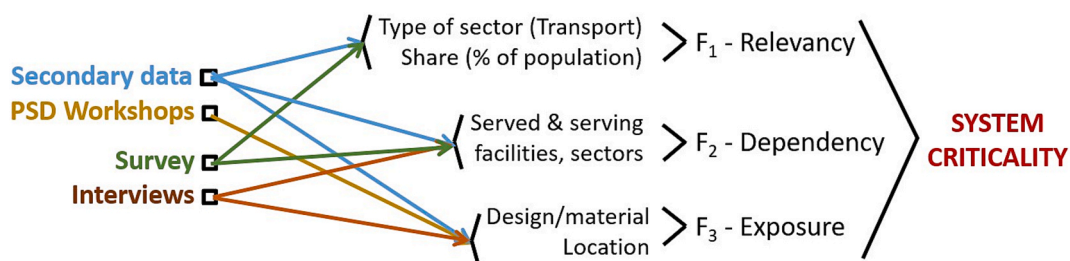 Secondary data
PSD Workshops
Survey
Interviews
Type of sector (Transport)
Share (% of population)
F₁ - Relevancy
Served & serving
facilities, sectors
F₂ - Dependency
Design/material
Location
F₃ - Exposure
SYSTEM
CRITICALITY